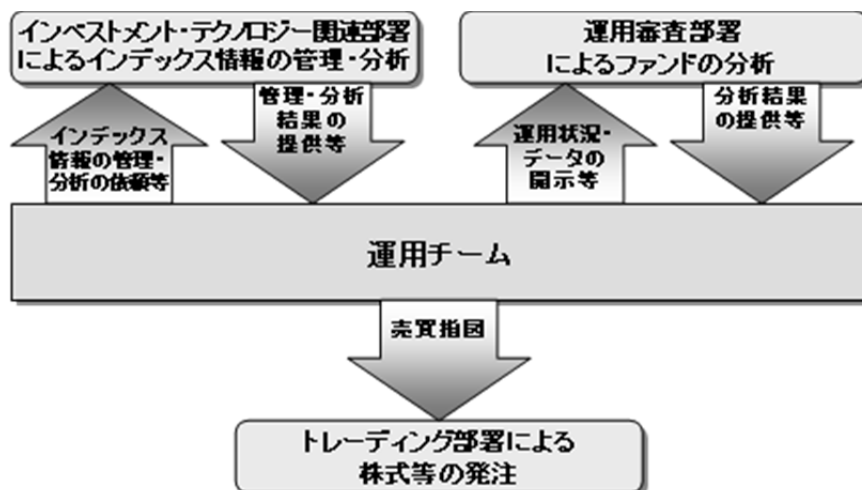 インベストメント・テクノロジー関連部署
によるインデックス情報の管理・分析
運用審査部署
によるファンドの分析
インデックス
情報の管理・
分析の依頼等
管理・分析
結果の
提供等
運用状況・
データの
開示等
分析結果
の提供等
運用チーム
売買指図
トレーディング部署による
株式等の発注